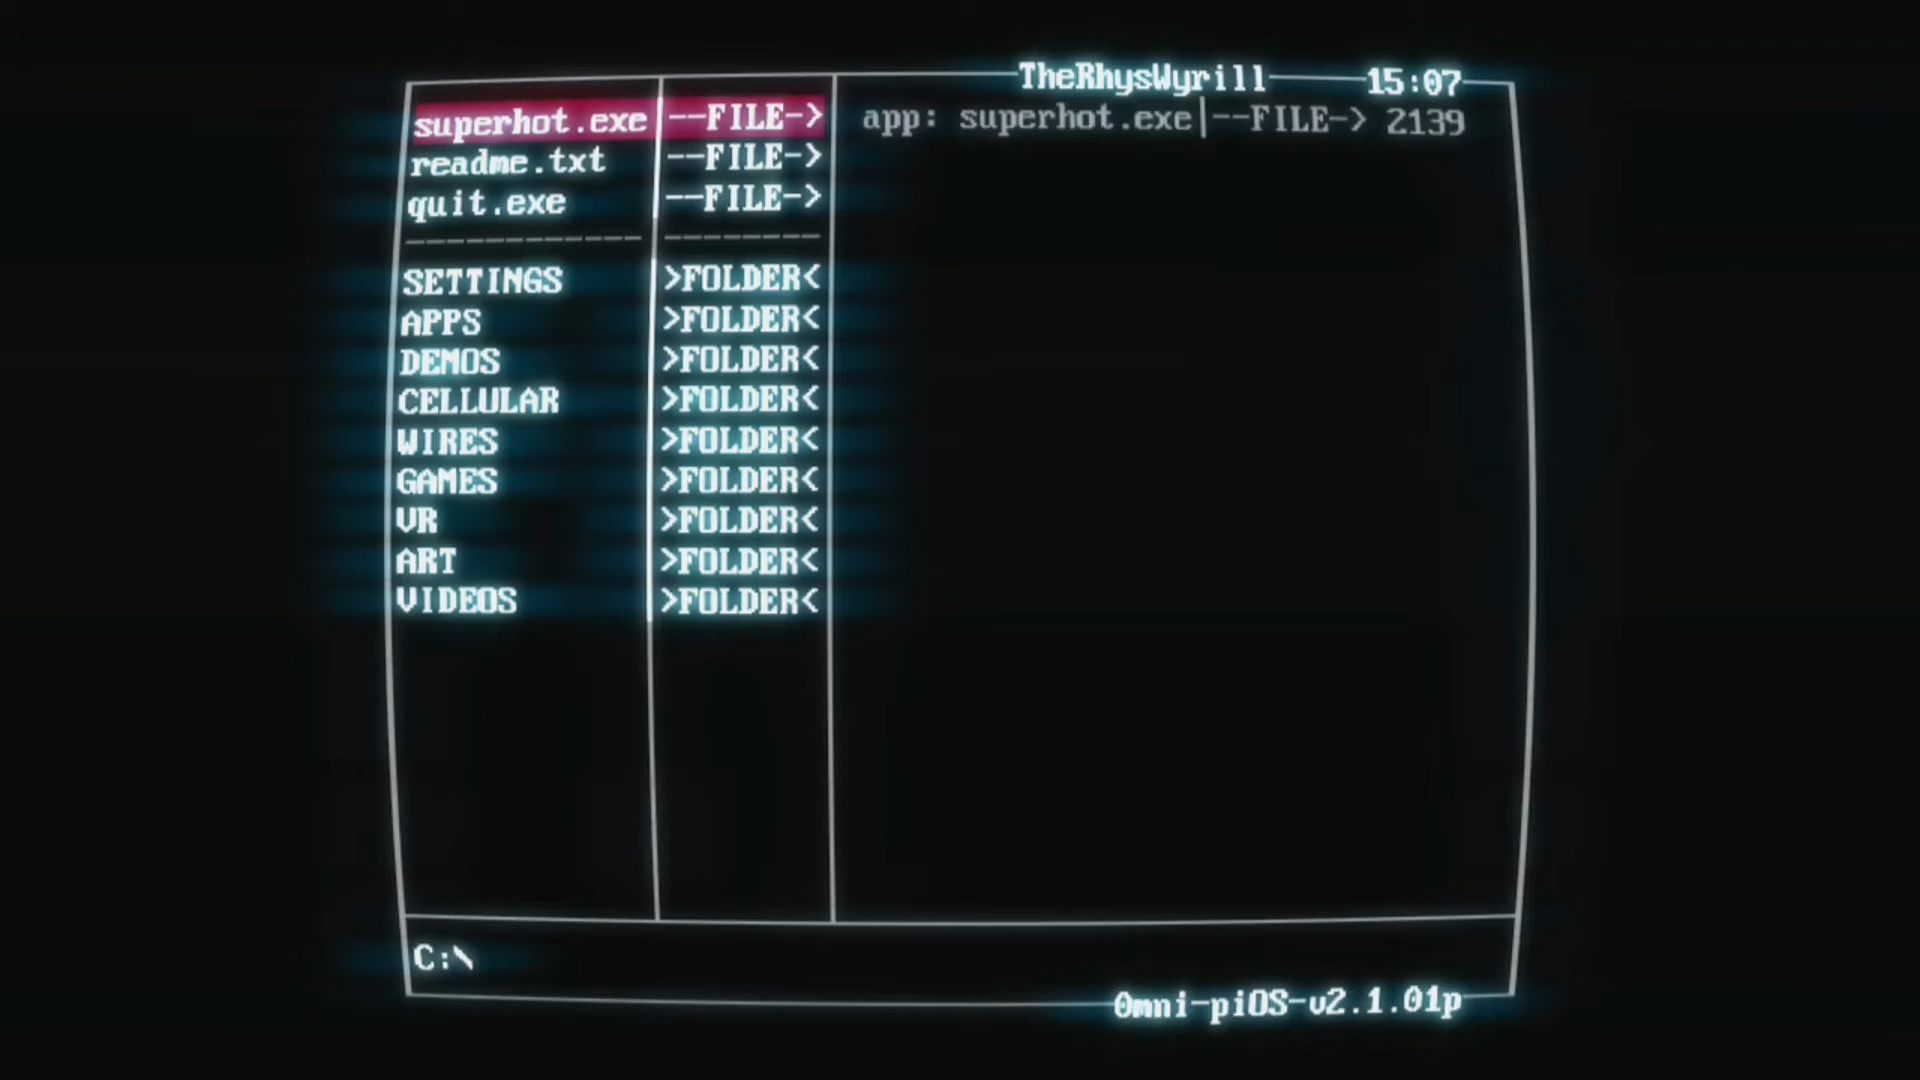 TheRhysWyrill 15:07
superhot.exe --FILE-> app: superhot.exe|--FILE-> 2139
readme.txt --FILE->
quit.exe --FILE->
SETTINGS >FOLDER<
APPS >FOLDER<
DEMOS >FOLDER<
CELLULAR >FOLDER<
WIRES >FOLDER<
GAMES >FOLDER<
VR >FOLDER<
ART >FOLDER<
VIDEOS >FOLDER<
C:\
0mni-piOS-v2.1.01p